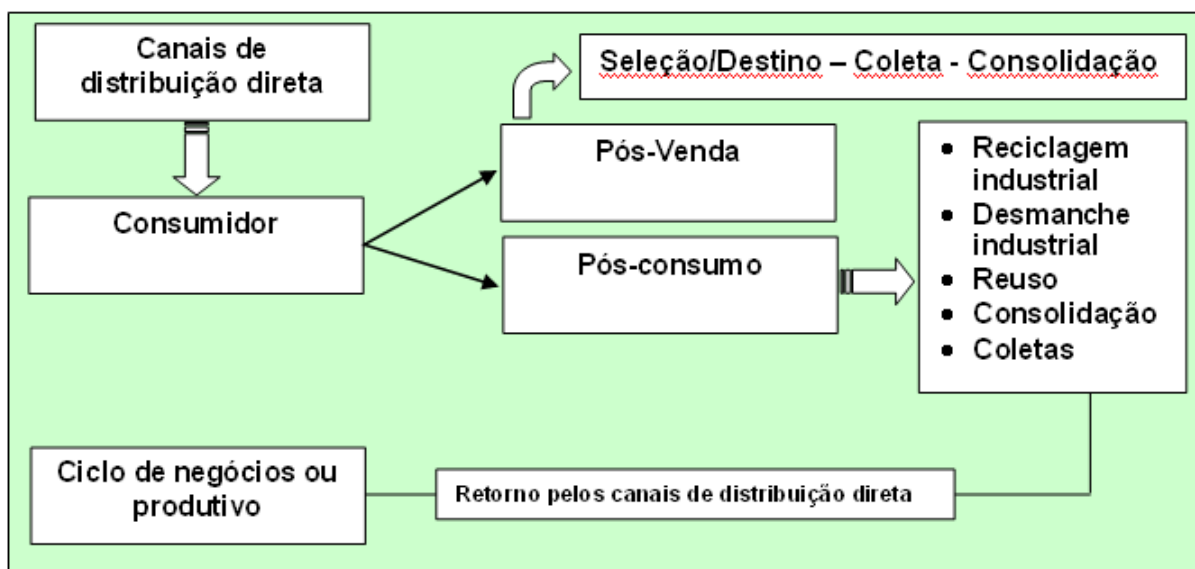 Canais de
distribuição direta
Seleção/Destino – Coleta - Consolidação
Consumidor
Pós-Venda
Pós-consumo
• Reciclagem
industrial
• Desmanche
industrial
• Reuso
• Consolidação
• Coletas
Ciclo de negócios ou
produtivo
Retorno pelos canais de distribuição direta